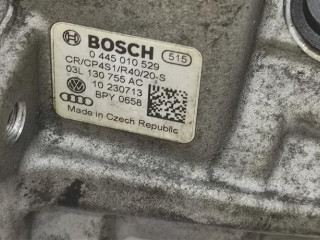 BOSCH 515
0 445 010 529
CR/CP4S1/R40/20-S
03L 130 755 AC
10 230713
BPY 0658
Made in Czech Republic